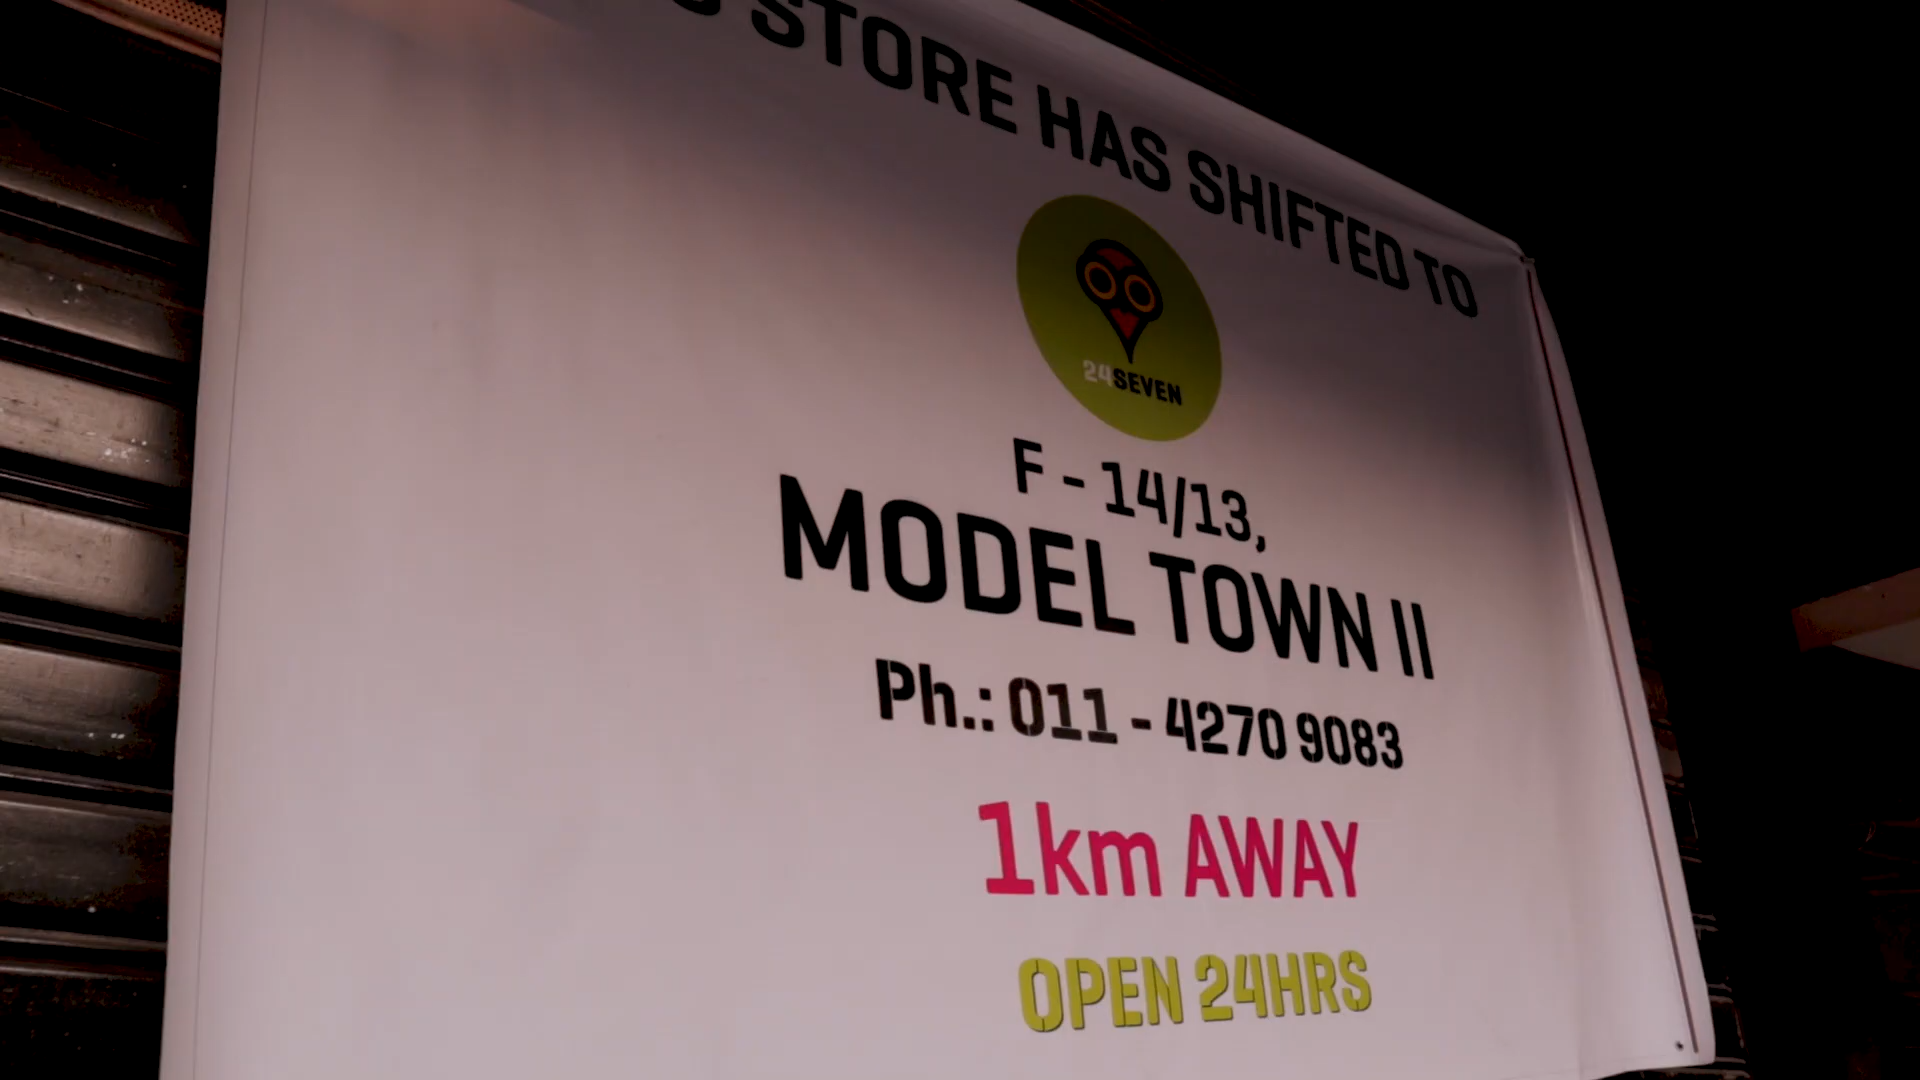 STORE HAS SHIFTED TO
24SEVEN
F - 14/13,
MODEL TOWN II
Ph.: 011 - 4270 9083
1km AWAY
OPEN 24HRS